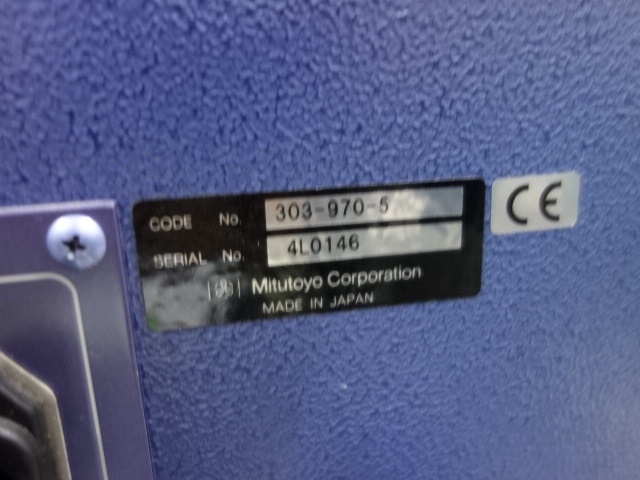 CODE No. 303-970-5
SERIAL No. 4L0146
Mitutoyo Corporation
MADE IN JAPAN
CE